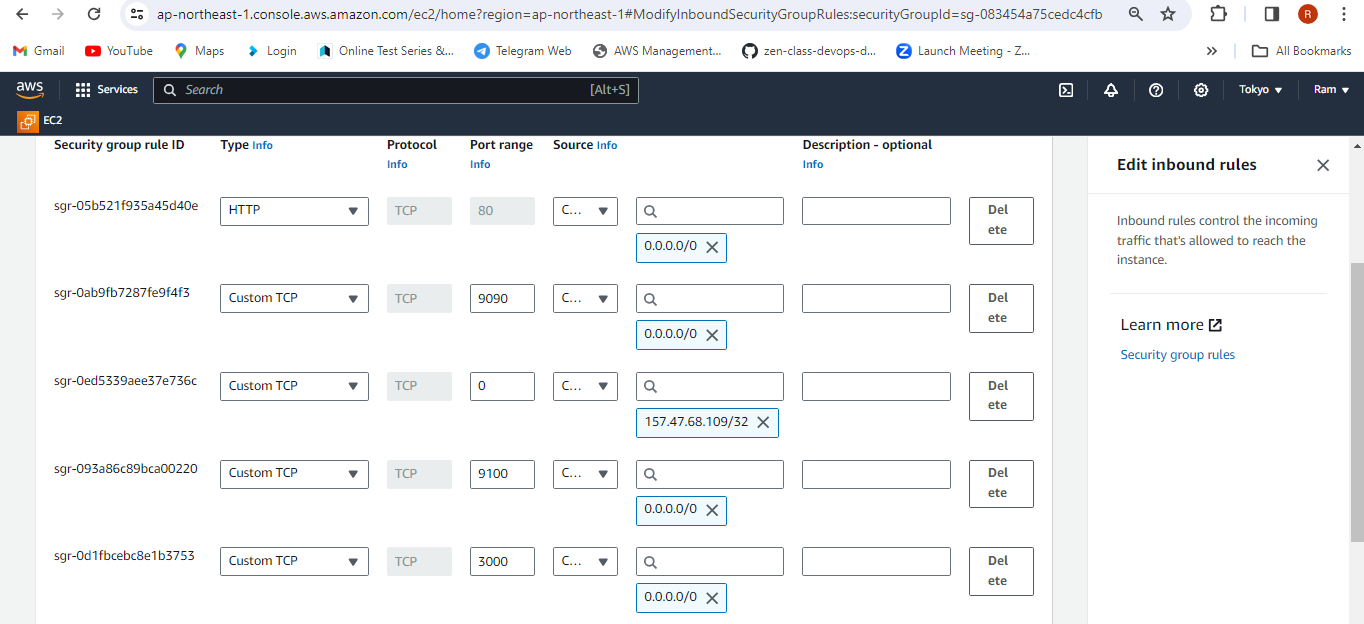 ap-northeast-1.console.aws.amazon.com/ec2/home?region=ap-northeast-1#ModifyInboundSecurityGroupRules:securityGroupId=sg-083454a75cedc4cfb
R
Gmail YouTube Maps Login Online Test Series &... Telegram Web AWS Management... zen-class-devops-d... Launch Meeting - Z... » All Bookmarks
aws Services Search [Alt+S] Tokyo Ram
EC2
Security group rule ID Type Info Protocol Info Port range Info Source Info Description - optional Info
sgr-05b521f935a45d40e HTTP TCP 80 C... Delete
0.0.0.0/0
sgr-0ab9fb7287fe9f4f3 Custom TCP TCP 9090 C... Delete
0.0.0.0/0
sgr-0ed5339aee37e736c Custom TCP TCP 0 C... Delete
157.47.68.109/32
sgr-093a86c89bca00220 Custom TCP TCP 9100 C... Delete
0.0.0.0/0
sgr-0d1fbcebc8e1b3753 Custom TCP TCP 3000 C... Delete
0.0.0.0/0
Edit inbound rules
Inbound rules control the incoming
traffic that's allowed to reach the
instance.
Learn more
Security group rules